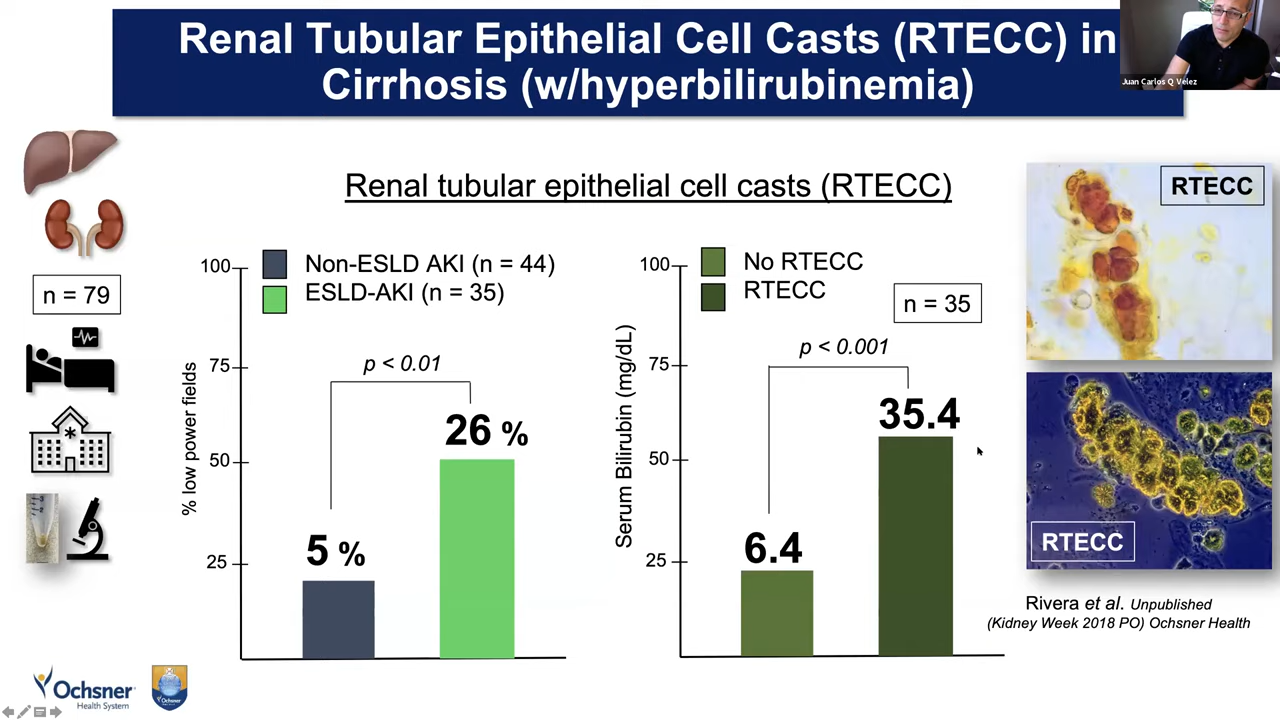 Renal Tubular Epithelial Cell Casts (RTECC) in
Cirrhosis (w/hyperbilirubinemia)
Juan Carlos Q Velez
Renal tubular epithelial cell casts (RTECC)
n = 79
% low power fields
100
75
50
25
Non-ESLD AKI (n = 44)
ESLD-AKI (n = 35)
p < 0.01
5 %
26 %
Serum Bilirubin (mg/dL)
100
75
50
25
No RTECC
RTECC
n = 35
p < 0.001
6.4
35.4
RTECC
RTECC
Rivera et al. Unpublished
(Kidney Week 2018 PO) Ochsner Health
Ochsner
Health System